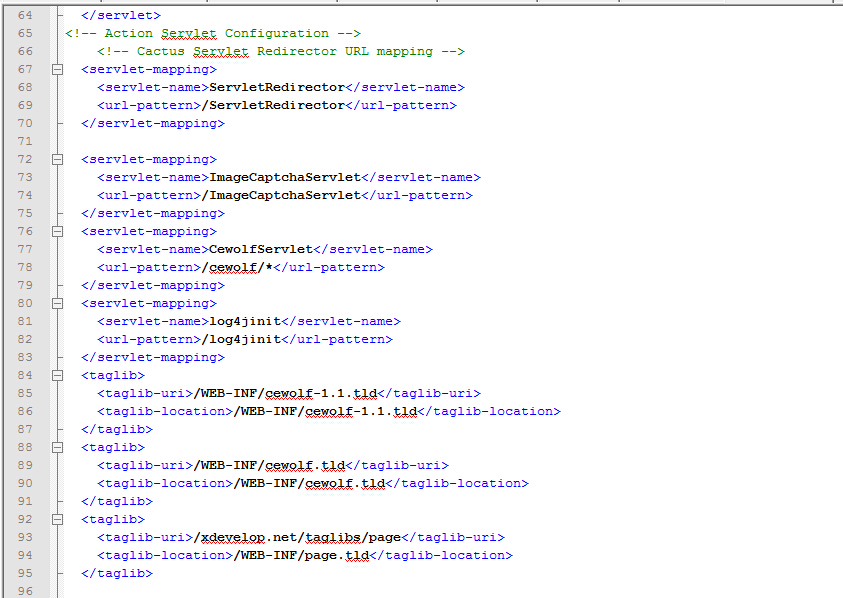 64 </servlet>
65 <!-- Action Servlet Configuration -->
66 <!-- Cactus Servlet Redirector URL mapping -->
67 <servlet-mapping>
68 <servlet-name>ServletRedirector</servlet-name>
69 <url-pattern>/ServletRedirector</url-pattern>
70 </servlet-mapping>
71
72 <servlet-mapping>
73 <servlet-name>ImageCaptchaServlet</servlet-name>
74 <url-pattern>/ImageCaptchaServlet</url-pattern>
75 </servlet-mapping>
76 <servlet-mapping>
77 <servlet-name>CewolfServlet</servlet-name>
78 <url-pattern>/cewolf/*</url-pattern>
79 </servlet-mapping>
80 <servlet-mapping>
81 <servlet-name>log4jinit</servlet-name>
82 <url-pattern>/log4jinit</url-pattern>
83 </servlet-mapping>
84 <taglib>
85 <taglib-uri>/WEB-INF/cewolf-1.1.tld</taglib-uri>
86 <taglib-location>/WEB-INF/cewolf-1.1.tld</taglib-location>
87 </taglib>
88 <taglib>
89 <taglib-uri>/WEB-INF/cewolf.tld</taglib-uri>
90 <taglib-location>/WEB-INF/cewolf.tld</taglib-location>
91 </taglib>
92 <taglib>
93 <taglib-uri>/xdevelop.net/taglibs/page</taglib-uri>
94 <taglib-location>/WEB-INF/page.tld</taglib-location>
95 </taglib>
96